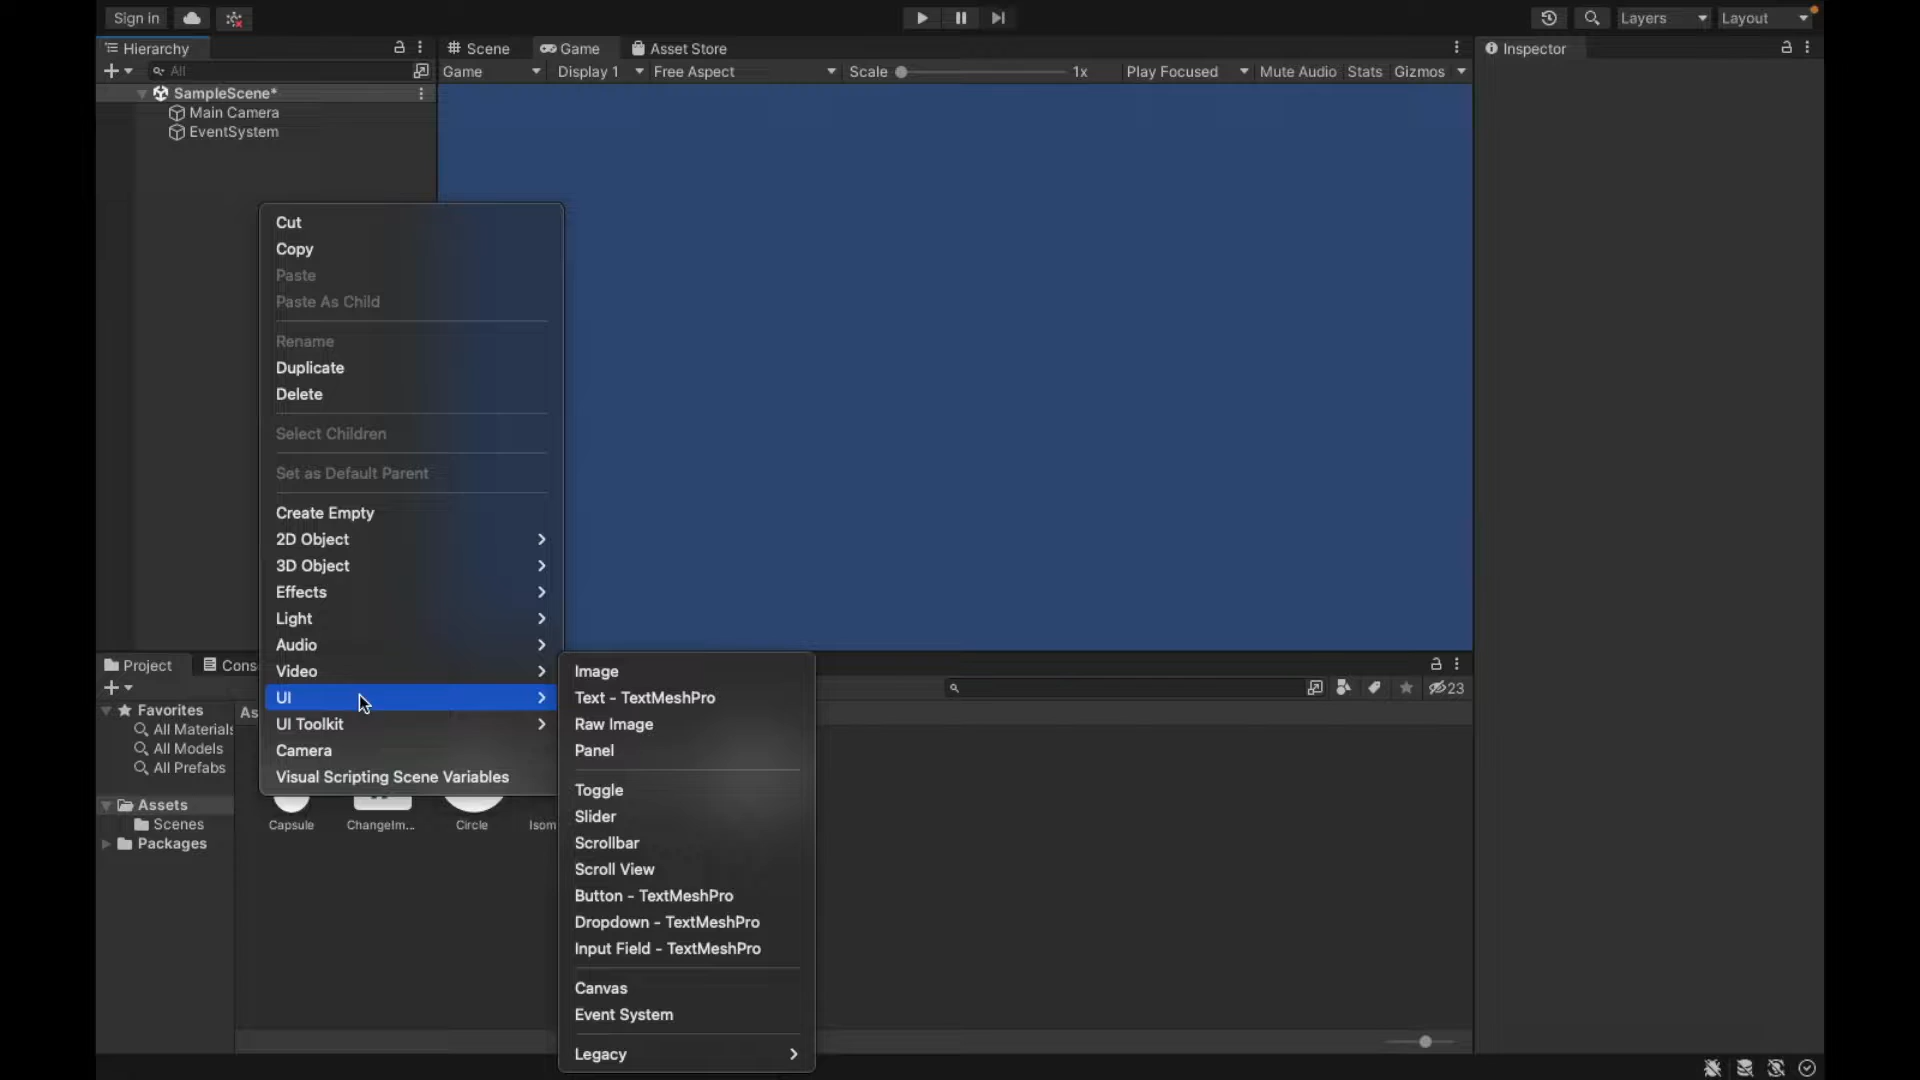 Sign in
Layers
Layout
Hierarchy
Scene
Game
Asset Store
Inspector
All
Game
Display 1
Free Aspect
Scale
1x
Play Focused
Mute Audio
Stats
Gizmos
SampleScene*
Main Camera
EventSystem
Cut
Copy
Paste
Paste As Child
Rename
Duplicate
Delete
Select Children
Set as Default Parent
Create Empty
2D Object
3D Object
Effects
Light
Audio
Video
UI
UI Toolkit
Camera
Visual Scripting Scene Variables
Image
Text - TextMeshPro
Raw Image
Panel
Toggle
Slider
Scrollbar
Scroll View
Button - TextMeshPro
Dropdown - TextMeshPro
Input Field - TextMeshPro
Canvas
Event System
Legacy
Project
Cons
23
Favorites
As
All Materials
All Models
All Prefabs
Assets
Scenes
Packages
Capsule
ChangeIm...
Circle
Isom